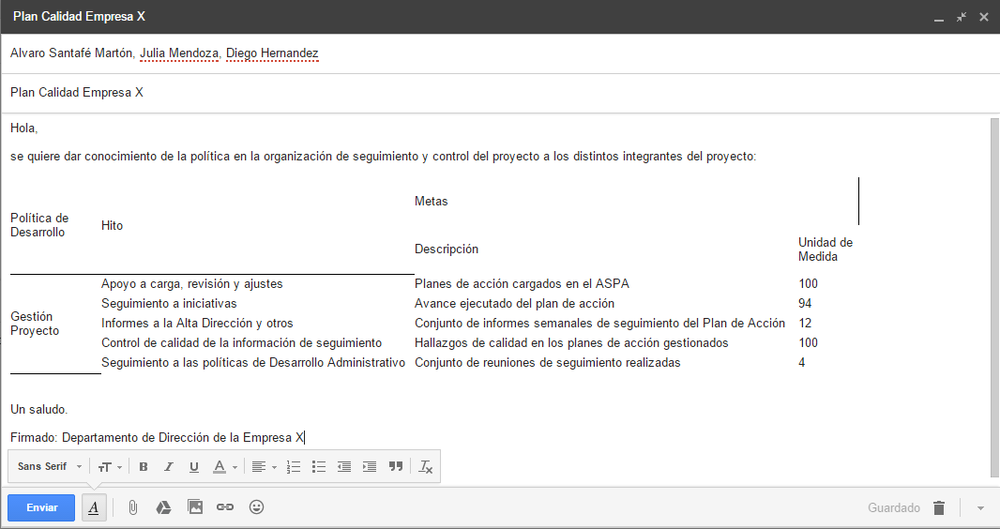 Plan Calidad Empresa X
Alvaro Santafé Martón, Julia Mendoza, Diego Hernandez
Plan Calidad Empresa X
Hola,
se quiere dar conocimiento de la política en la organización de seguimiento y control del proyecto a los distintos integrantes del proyecto:
Política de
Desarrollo
Hito
Metas
Descripción
Unidad de
Medida
Gestión
Proyecto
Apoyo a carga, revisión y ajustes Planes de acción cargados en el ASPA 100
Seguimiento a iniciativas Avance ejecutado del plan de acción 94
Informes a la Alta Dirección y otros Conjunto de informes semanales de seguimiento del Plan de Acción 12
Control de calidad de la información de seguimiento Hallazgos de calidad en los planes de acción gestionados 100
Seguimiento a las políticas de Desarrollo Administrativo Conjunto de reuniones de seguimiento realizadas 4
Un saludo.
Firmado: Departamento de Dirección de la Empresa X
Sans Serif
Enviar
Guardado